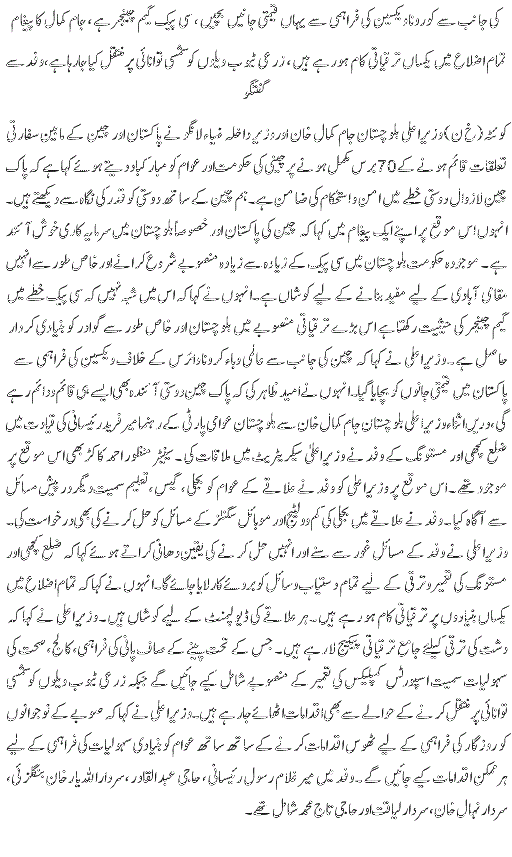 کی جانب سے کورونا ویکسین کی فراہمی سے یہاں قیمتی جانیں بچیں، سی پیک گیم چینجر ہے، جام کمال کا پیغام
تمام اضلاع میں یکساں ترقیاتی کام ہو رہے ہیں، زرعی ٹیوب ویلوں کو شمسی توانائی پر منتقل کیا جا رہا ہے، وفد سے
گفتگو
کوئٹہ (خ ن) وزیراعلیٰ بلوچستان جام کمال خان اور وزیر داخلہ ضیاء لانگو نے پاکستان اور چین کے مابین سفارتی
تعلقات قائم ہونے کے 70 برس مکمل ہونے پر چینی کی حکومت اور عوام کو مبارکباد دیتے ہوئے کہا ہے کہ پاک
چین لازوال دوستی خطے میں امن و استحکام کی ضامن ہے۔ ہم چین کے ساتھ دوستی کو قدر کی نگاہ سے دیکھتے ہیں۔
انہوں اس موقع پر اپنے ایک پیغام میں کہا کہ چین کی پاکستان اور خصوصاً بلوچستان میں سرمایہ کاری خوش آئند
ہے۔ موجودہ حکومت بلوچستان میں سی پیک کے زیادہ سے زیادہ منصوبے شروع کرانے اور خاص طور سے انہیں
مقامی آبادی کے لیے مفید بنانے کے لیے کوشاں ہے۔ انہوں نے کہا کہ اس میں شبہ نہیں کہ سی پیک خطے میں
گیم چینجر کی حیثیت رکھتا ہے اس بڑے ترقیاتی منصوبے میں بلوچستان اور خاص طور سے گوادر کو بنیادی کردار
حاصل ہے۔ وزیراعلیٰ نے کہا کہ چین کی جانب سے عالمی وباء کرونا وائرس کے خلاف ویکسین کی فراہمی سے
پاکستان میں قیمتی جانوں کو بچایا گیا۔ انہوں نے امید ظاہر کی کہ پاک چین دوستی آئندہ بھی ایسے ہی قائم و دائم رہے
گی، دریں اثناء وزیراعلیٰ بلوچستان جام کمال خان سے بلوچستان عوامی پارٹی کے رہنما میر فرید رئیسانی کی قیادت میں
ضلع کچھی اور مستونگ کے وفد نے وزیراعلیٰ سیکریٹریٹ میں ملاقات کی۔ سینیٹر منظور احمد کاکڑ بھی اس موقع پر
موجود تھے۔ اس موقع پر وزیراعلیٰ کو وفد نے علاقے کے عوام کو بجلی، گیس، تعلیم سمیت دیگر درپیش مسائل
سے آگاہ کیا۔ وفد نے علاقے میں بجلی کی کم وولٹیج اور موبائل سگنلز کے مسائل کو حل کرنے کی بھی درخواست کی۔
وزیراعلیٰ نے وفد کے مسائل غور سے سنے اور انہیں حل کرنے کی یقین دھانی کراتے ہوئے کہا کہ ضلع کچھی اور
مستونگ کی تعمیر و ترقی کے لیے تمام دستیاب وسائل کو بروئے کار لایا جائے گا۔ انہوں نے کہا کہ تمام اضلاع میں
یکساں بنیادوں پر ترقیاتی کام ہو رہے ہیں۔ ہر علاقے کی ڈیولپمنٹ کے لیے کوشاں ہیں۔ وزیراعلیٰ نے کہا کہ
دشت کی ترقی کیلئے جامع ترقیاتی پیکیج لا رہے ہیں۔ جس کے تحت پینے کے صاف پانی کی فراہمی، کالج، صحت کی
سہولیات سمیت اسپورٹس کمپلیکس کی تعمیر کے منصوبے شامل کیے جائیں گے جبکہ زرعی ٹیوب ویلوں کو شمسی
توانائی پر منتقل کرنے کے حوالے سے بھی اقدامات اٹھائے جا رہے ہیں۔ وزیراعلیٰ نے کہا کہ صوبے کے نوجوانوں
کو روزگار کی فراہمی کے لیے ٹھوس اقدامات کرنے کے ساتھ ساتھ عوام کو بنیادی سہولیات کی فراہمی کے لیے
ہر ممکن اقدامات کیے جائیں گے۔ وفد میں میر غلام رسول رئیسانی، حاجی عبدالقادر، سردار اللہ یار خان بنگلزئی،
سردار نہال خان، سردار لیاقت اور حاجی تاج محمد شامل تھے۔